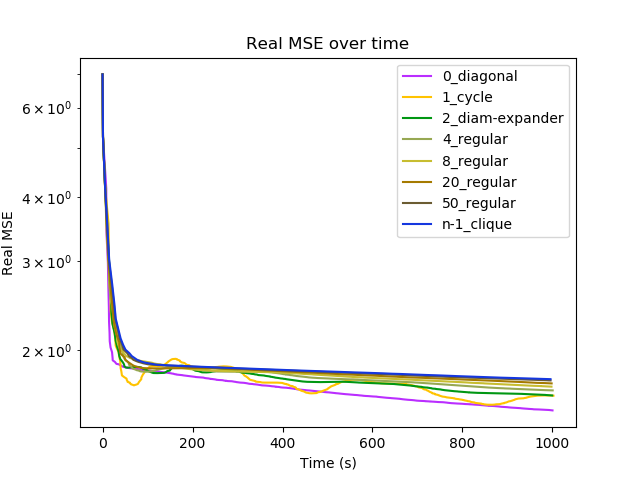 Real MSE over time
Real MSE
6 × 10⁰
4 × 10⁰
3 × 10⁰
2 × 10⁰
0_diagonal
1_cycle
2_diam-expander
4_regular
8_regular
20_regular
50_regular
n-1_clique
0 200 400 600 800 1000
Time (s)